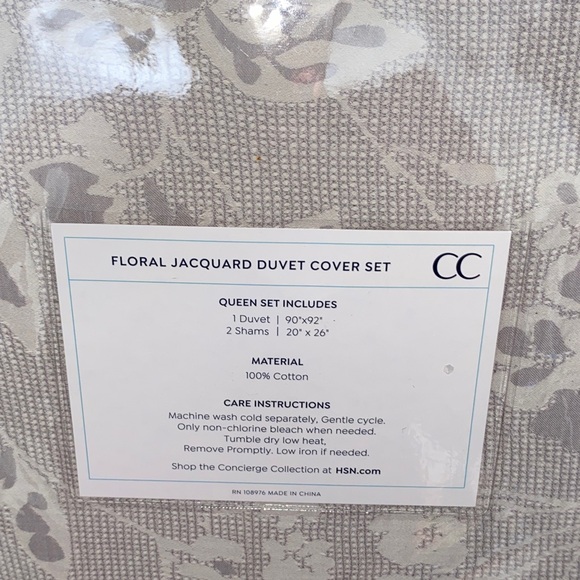 FLORAL JACQUARD DUVET COVER SET CC
QUEEN SET INCLUDES
1 Duvet | 90"x92"
2 Shams | 20" x 26"
MATERIAL
100% Cotton
CARE INSTRUCTIONS
Machine wash cold separately, Gentle cycle.
Only non-chlorine bleach when needed.
Tumble dry low heat,
Remove Promptly. Low iron if needed.
Shop the Concierge Collection at HSN.com
RN 108976 MADE IN CHINA